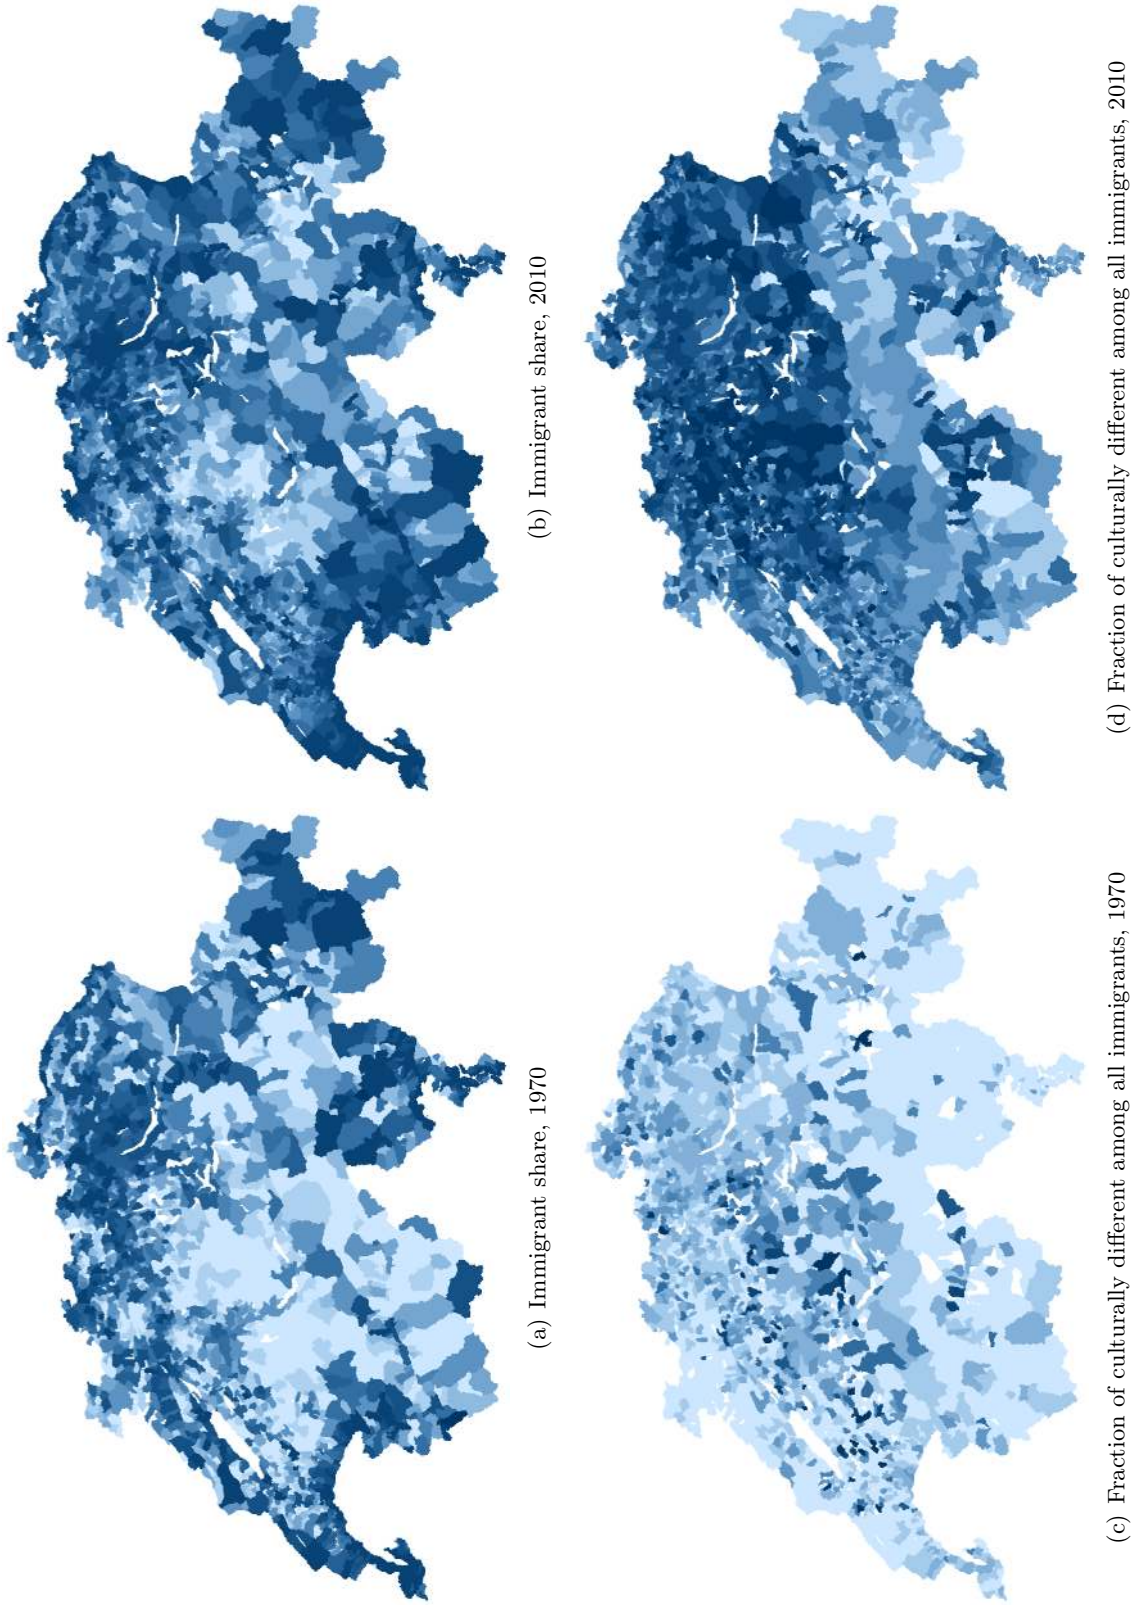 (a) Immigrant share, 1970
(b) Immigrant share, 2010
(c) Fraction of culturally different among all immigrants, 1970
(d) Fraction of culturally different among all immigrants, 2010